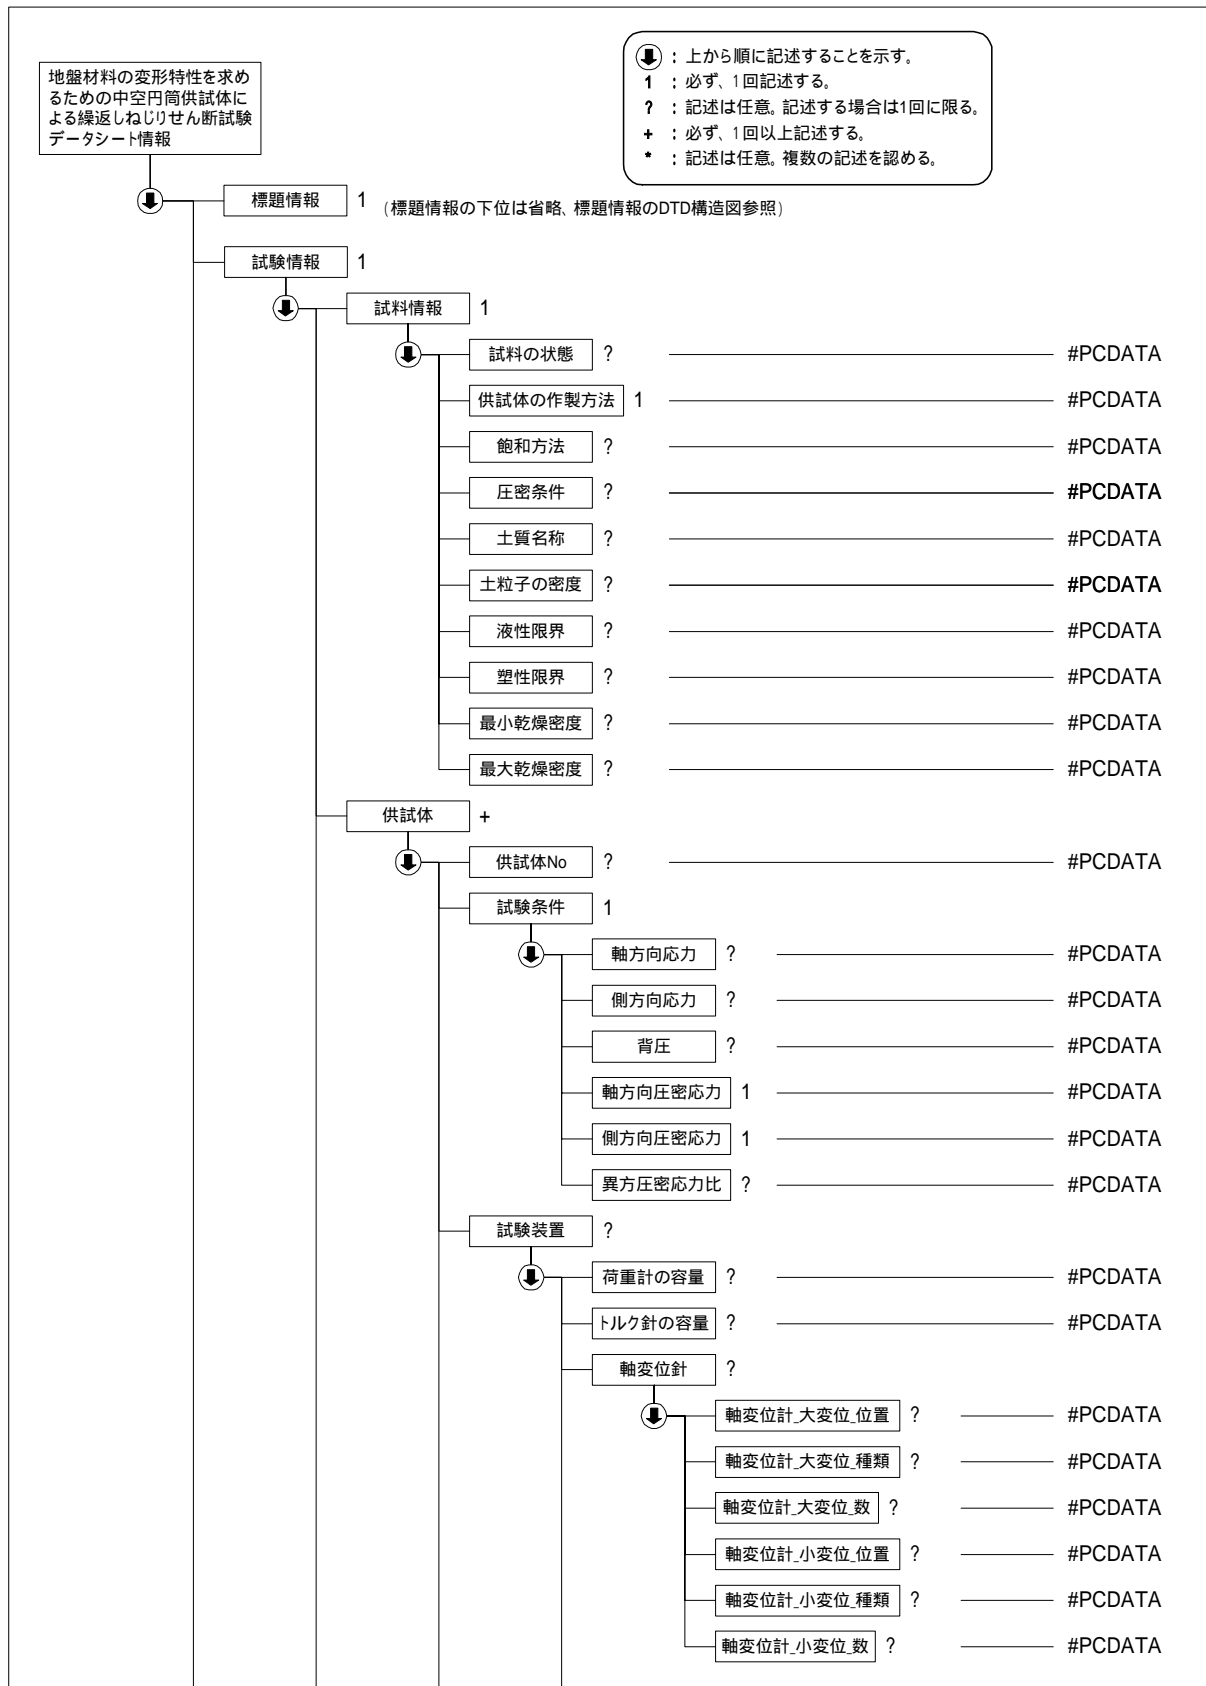 地盤材料の変形特性を求め
るための中空円筒供試体に
よる繰返しねじりせん断試験
データシート情報
：上から順に記述することを示す。
1 ：必ず、1回記述する。
? ：記述は任意。記述する場合は1回に限る。
+ ：必ず、1回以上記述する。
* ：記述は任意。複数の記述を認める。
標題情報 1 (標題情報の下位は省略、標題情報のDTD構造図参照)
試験情報 1
試料情報 1
試料の状態 ? #PCDATA
供試体の作製方法 1 #PCDATA
飽和方法 ? #PCDATA
圧密条件 ? #PCDATA
土質名称 ? #PCDATA
土粒子の密度 ? #PCDATA
液性限界 ? #PCDATA
塑性限界 ? #PCDATA
最小乾燥密度 ? #PCDATA
最大乾燥密度 ? #PCDATA
供試体 +
供試体No ? #PCDATA
試験条件 1
軸方向応力 ? #PCDATA
側方向応力 ? #PCDATA
背圧 ? #PCDATA
軸方向圧密応力 1 #PCDATA
側方向圧密応力 1 #PCDATA
異方圧密応力比 ? #PCDATA
試験装置 ?
荷重計の容量 ? #PCDATA
トルク針の容量 ? #PCDATA
軸変位針 ?
軸変位計_大変位_位置 ? #PCDATA
軸変位計_大変位_種類 ? #PCDATA
軸変位計_大変位_数 ? #PCDATA
軸変位計_小変位_位置 ? #PCDATA
軸変位計_小変位_種類 ? #PCDATA
軸変位計_小変位_数 ? #PCDATA